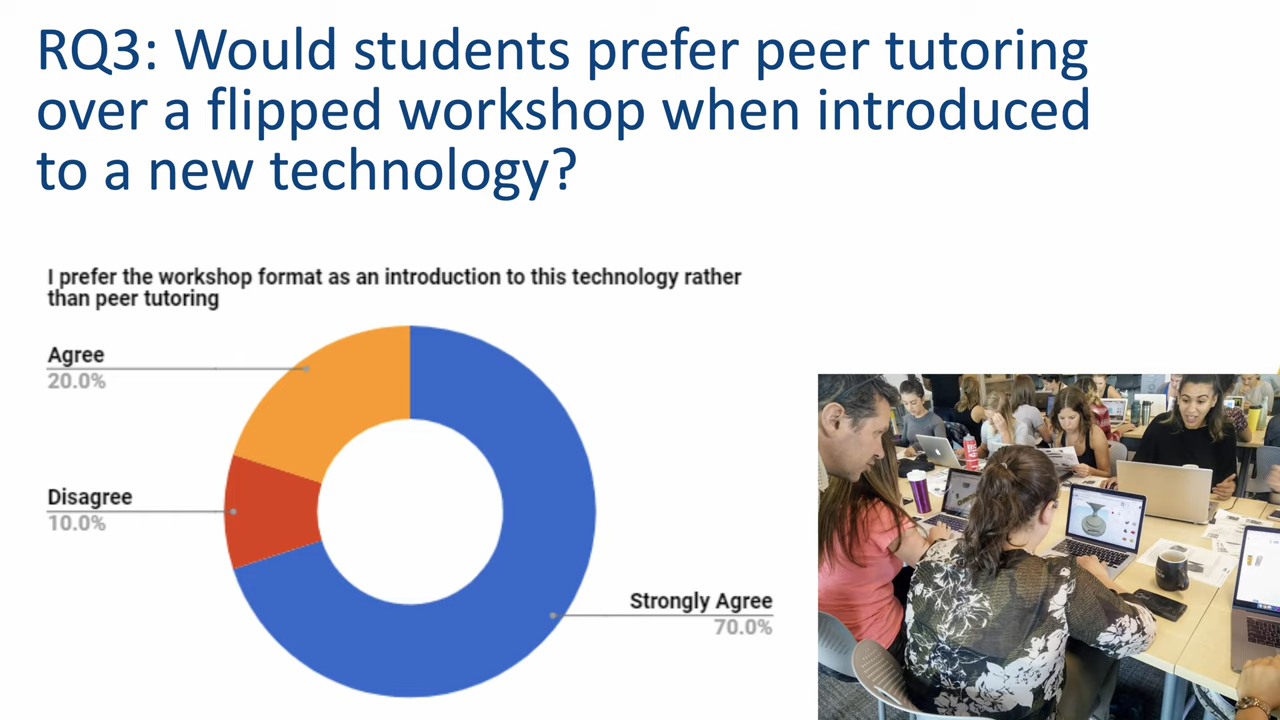 RQ3: Would students prefer peer tutoring
over a flipped workshop when introduced
to a new technology?
I prefer the workshop format as an introduction to this technology rather
than peer tutoring
Agree
20.0%
Disagree
10.0%
Strongly Agree
70.0%